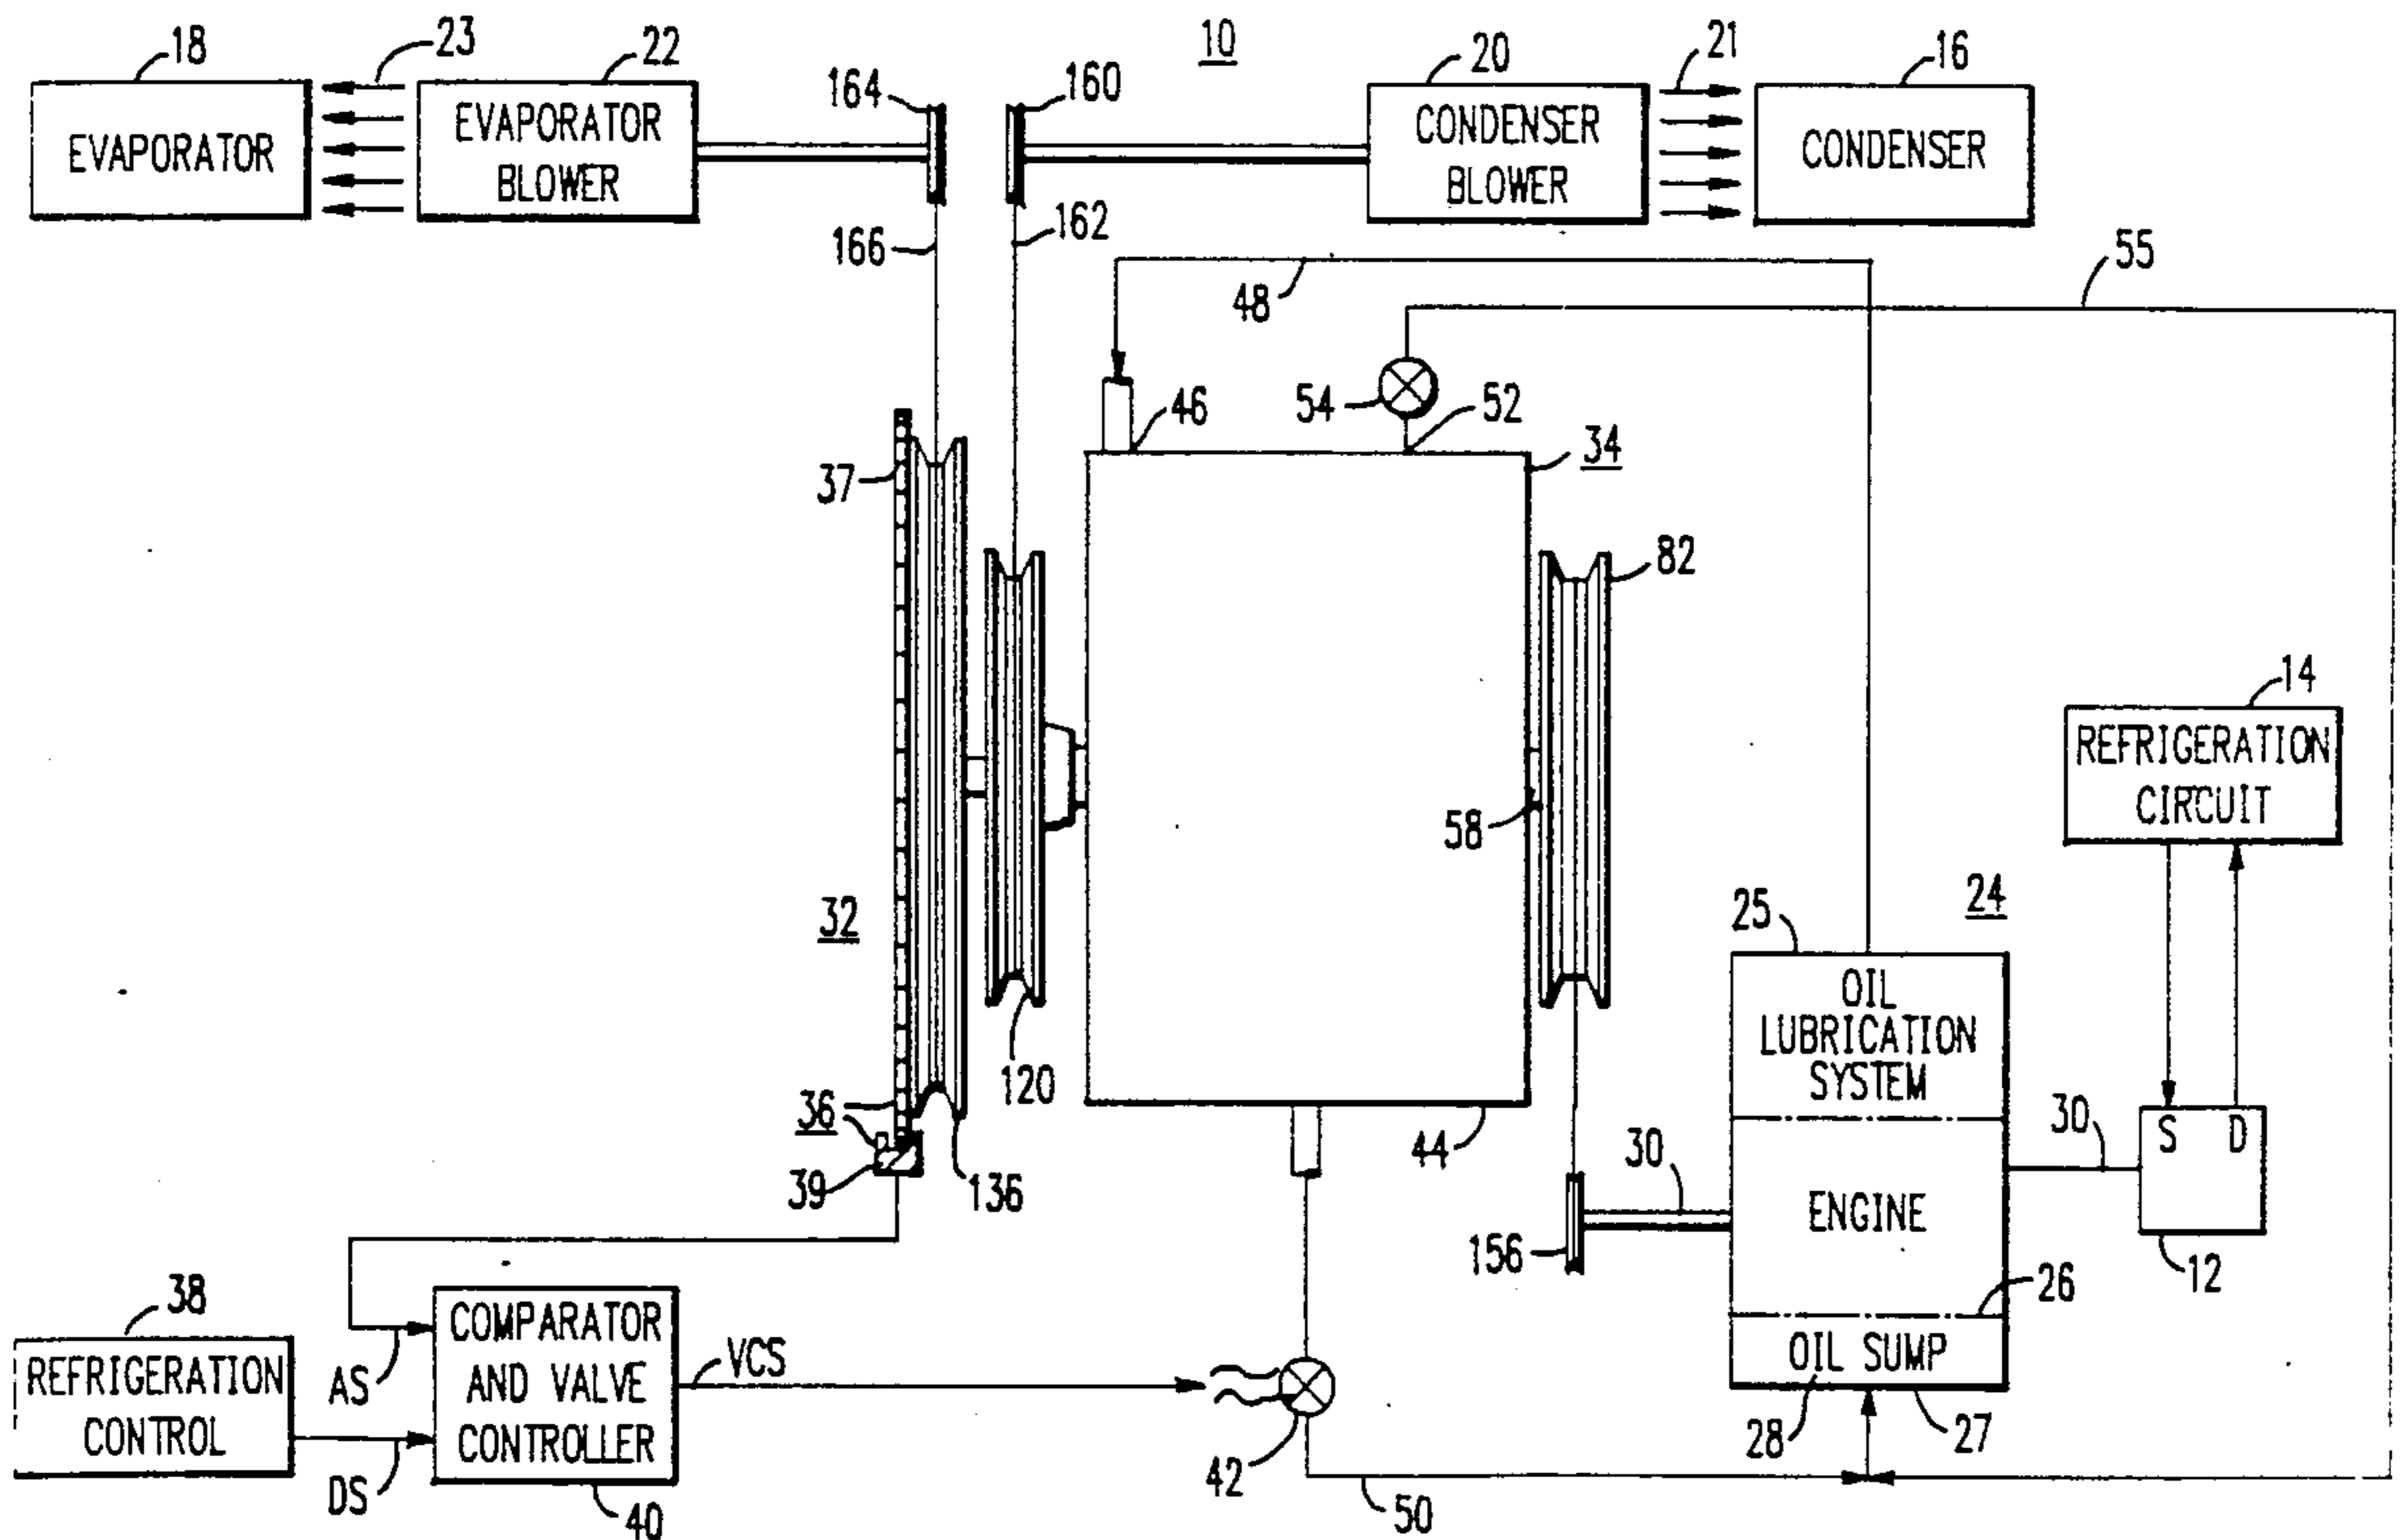 18
23
22
10
20
21
16
EVAPORATOR
EVAPORATOR
BLOWER
164
160
CONDENSER
BLOWER
CONDENSER
166
162
48
55
37
46
54
52
34
82
14
REFRIGERATION
CIRCUIT
58
32
25
24
OIL
LUBRICATION
SYSTEM
120
36
39
136
44
30
30
S D
ENGINE
156
12
26
38
REFRIGERATION
CONTROL
AS
DS
COMPARATOR
AND VALVE
CONTROLLER
40
VCS
42
50
OIL SUMP
28
27